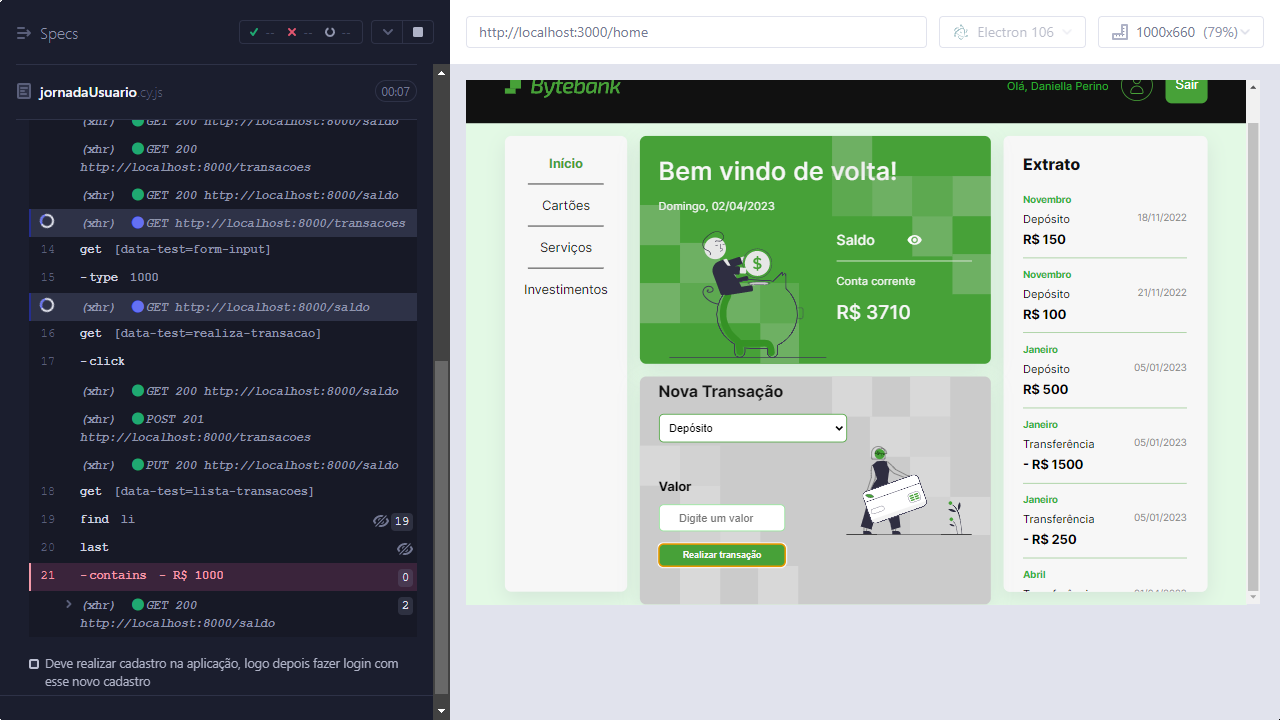 Specs
-- -- --
jornadaUsuario.cy.js
00:07
(xhr) GET 200 http://localhost:8000/saldo
(xhr) GET 200
http://localhost:8000/transacoes
(xhr) GET 200 http://localhost:8000/saldo
(xhr) GET http://localhost:8000/transacoes
14 get [data-test=form-input]
15 -type 1000
(xhr) GET http://localhost:8000/saldo
16 get [data-test=realiza-transacao]
17 -click
(xhr) GET 200 http://localhost:8000/saldo
(xhr) POST 201
http://localhost:8000/transacoes
(xhr) PUT 200 http://localhost:8000/saldo
18 get [data-test=lista-transacoes]
19 find li 19
20 last
21 -contains - R$ 1000 0
(xhr) GET 200 2
http://localhost:8000/saldo
Deve realizar cadastro na aplicação, logo depois fazer login com
esse novo cadastro
http://localhost:3000/home
Electron 106
1000x660 (79%)
Bytebank
Olá, Daniella Perino
Sair
Início
Cartões
Serviços
Investimentos
Bem vindo de volta!
Domingo, 02/04/2023
Saldo
Conta corrente
R$ 3710
$
Nova Transação
Depósito
Valor
Digite um valor
Realizar transação
Extrato
Novembro
Depósito 18/11/2022
R$ 150
Novembro
Depósito 21/11/2022
R$ 100
Janeiro
Depósito 05/01/2023
R$ 500
Janeiro
Transferência 05/01/2023
- R$ 1500
Janeiro
Transferência 05/01/2023
- R$ 250
Abril